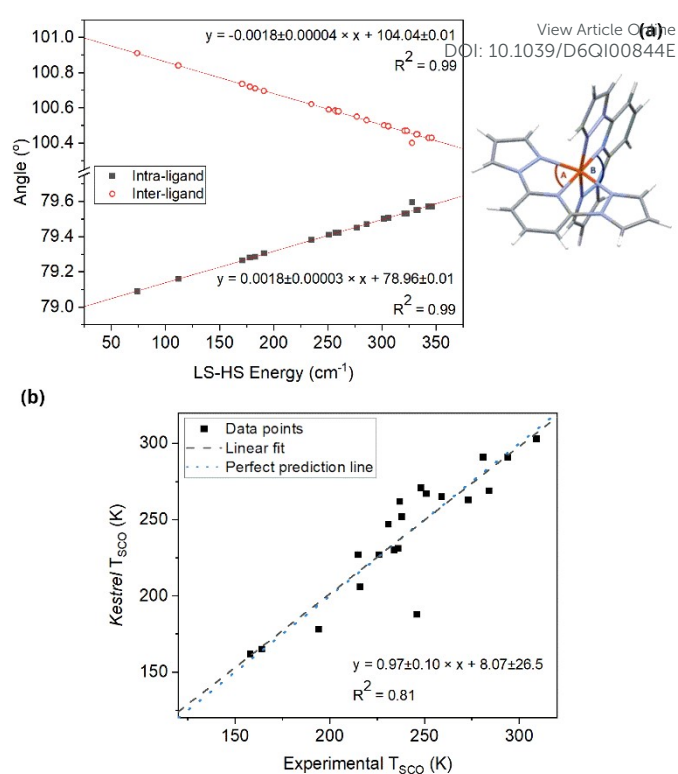 View Article Online
(a)
DOI: 10.1039/D6QI00844E
y = -0.0018±0.00004 × x + 104.04±0.01
R² = 0.99
101.0
100.8
100.6
100.4
79.6
79.4
79.2
79.0
Angle (º)
Intra-ligand
Inter-ligand
y = 0.0018±0.00003 × x + 78.96±0.01
R² = 0.99
50 100 150 200 250 300 350
LS-HS Energy (cm⁻¹)
A
B
(b)
Data points
Linear fit
Perfect prediction line
300
250
200
150
Kestrel T_SCO (K)
y = 0.97±0.10 × x + 8.07±26.5
R² = 0.81
150 200 250 300
Experimental T_SCO (K)